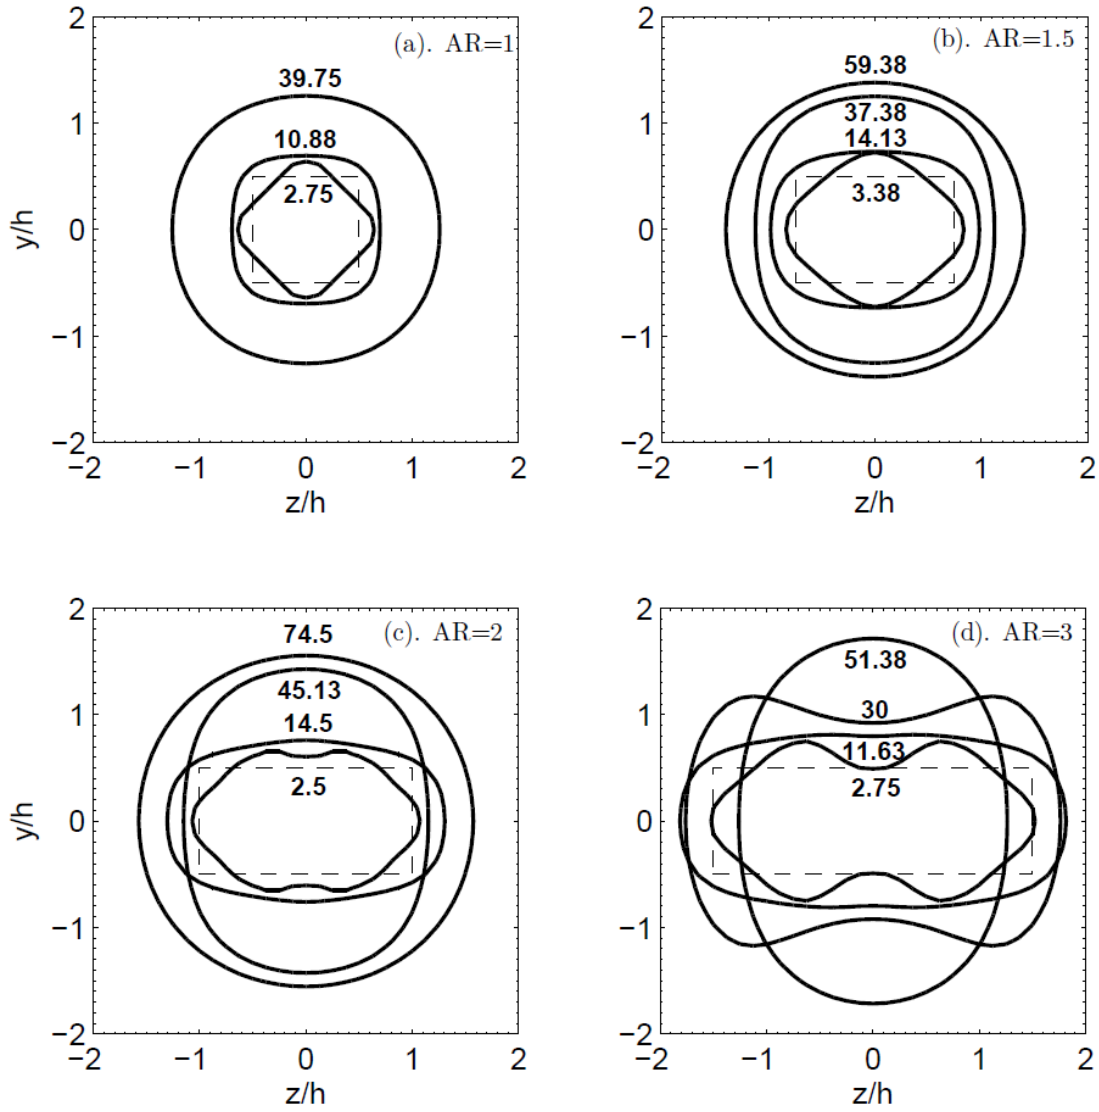 (a). AR=1
39.75
10.88
2.75
2
1
0
−1
−2
−2 −1 0 1 2
y/h
z/h
(b). AR=1.5
59.38
37.38
14.13
3.38
2
1
0
−1
−2
−2 −1 0 1 2
z/h
(c). AR=2
74.5
45.13
14.5
2.5
2
1
0
−1
−2
−2 −1 0 1 2
y/h
z/h
(d). AR=3
51.38
30
11.63
2.75
2
1
0
−1
−2
−2 −1 0 1 2
z/h